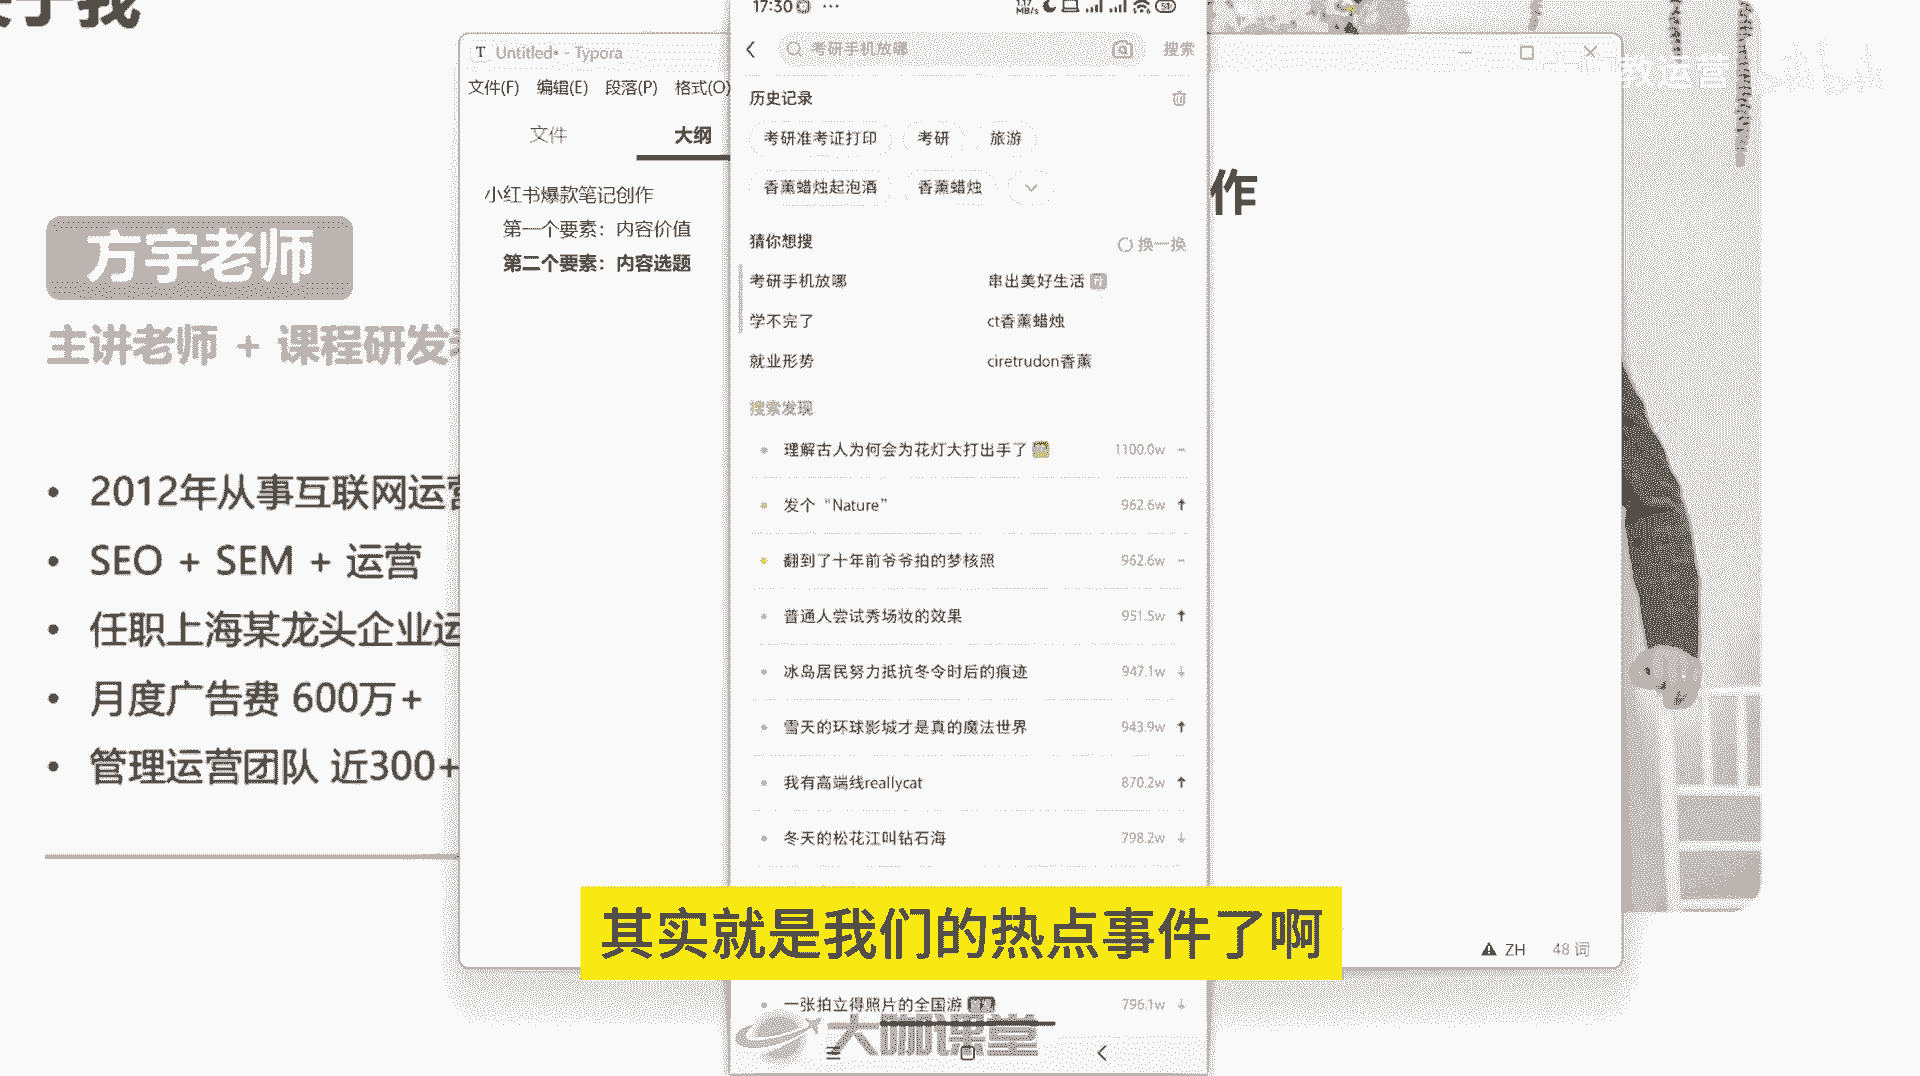 于我
方宇老师
主讲老师 + 课程研发
2012年从事互联网运营
SEO + SEM + 运营
任职上海某龙头企业运
月度广告费 600万+
管理运营团队 近300+
Untitled• - Typora
文件(F) 编辑(E) 段落(P) 格式(O)
文件 大纲
小红书爆款笔记创作
第一个要素：内容价值
第二个要素：内容选题
作
教运营
ZH 48 词
17:30
考研手机放哪 搜索
历史记录
考研准考证打印 考研 旅游
香薰蜡烛起泡酒 香薰蜡烛
猜你想搜 换一换
考研手机放哪 串出美好生活
学不完了 ct香薰蜡烛
就业形势 ciretrudon香薰
搜索发现
理解古人为何会为花灯大打出手了 1100.0w
发个“Nature” 962.6w
翻到了十年前爷爷拍的梦核照 962.6w
普通人尝试秀场妆的效果 951.5w
冰岛居民努力抵抗冬令时后的痕迹 947.1w
雪天的环球影城才是真的魔法世界 943.9w
我有高端线reallycat 870.2w
冬天的松花江叫钻石海 798.2w
其实就是我们的热点事件了啊
一张拍立得照片的全国游 796.1w
大咖课堂